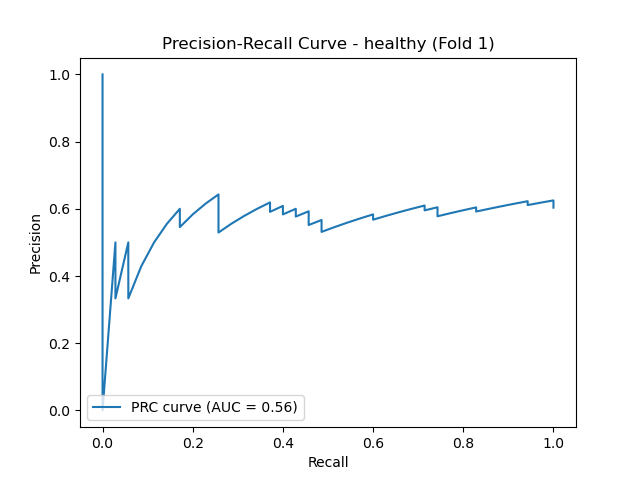 Precision-Recall Curve - healthy (Fold 1)
1.0
0.8
0.6
0.4
0.2
0.0
Precision
PRC curve (AUC = 0.56)
0.0 0.2 0.4 0.6 0.8 1.0
Recall